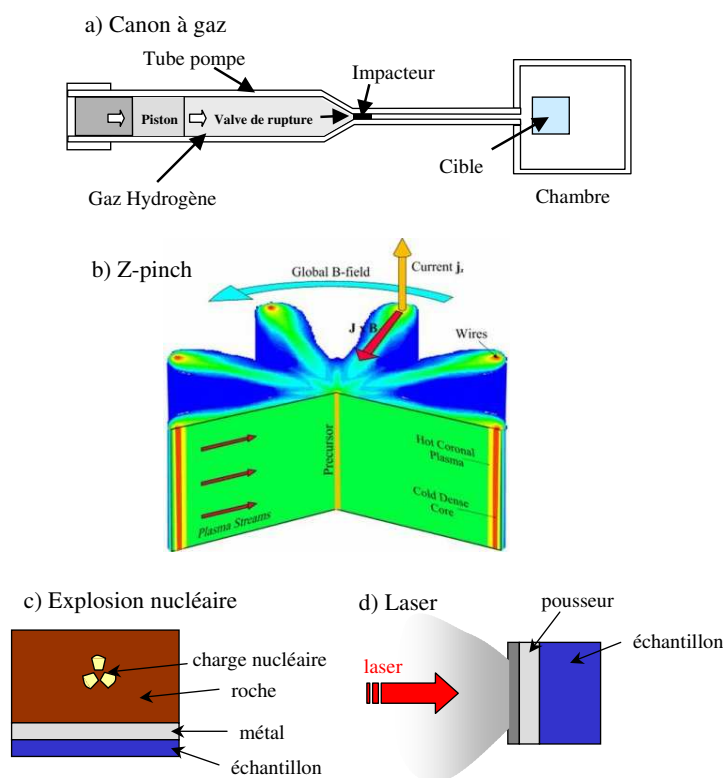 a) Canon à gaz
Tube pompe
Impacteur
Piston
Valve de rupture
Cible
Gaz Hydrogène
Chambre
b) Z-pinch
Global B-field
Current jz
J x B
Wires
Precursor
Hot Coronal
Plasma
Cold Dense
Core
Plasma Streams
c) Explosion nucléaire
charge nucléaire
roche
métal
échantillon
d) Laser
pousseur
échantillon
laser